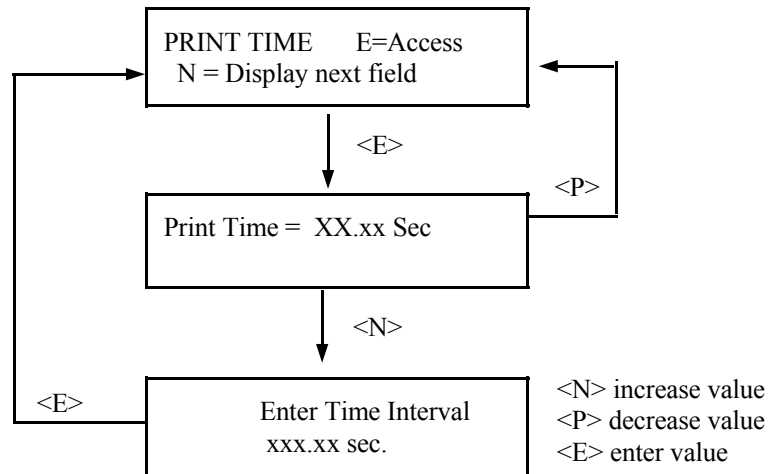 PRINT TIME E=Access
N = Display next field
<E>
<P>
Print Time = XX.xx Sec
<N>
<E>
Enter Time Interval
xxx.xx sec.
<N> increase value
<P> decrease value
<E> enter value